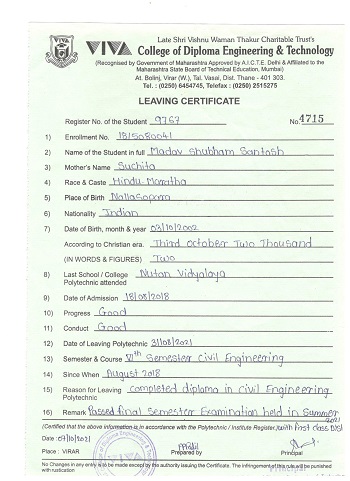 Late Shri Vishnu Waman Thakur Charitable Trust's
VIVA
College of Diploma Engineering & Technology
(Recognised by Government of Maharashtra Approved by A.I.C.T.E. Delhi & Affiliated to the
Maharashtra State Board of Technical Education, Mumbai)
At. Bolinj, Virar (W.), Tal. Vasai, Dist. Thane - 401 303.
Tel. : (0250) 6454745, Telefax : (0250) 2515275
LEAVING CERTIFICATE
Register No. of the Student 9767 No. 4715
1) Enrollment No. 1815080041
2) Name of the Student in full Madav Shubham Santosh
3) Mother's Name Suchita
4) Race & Caste Hindu-Maratha
5) Place of Birth Nallasopara
6) Nationality Indian
7) Date of Birth, month & year 03/10/2002
According to Christian era. Third October Two Thousand
(IN WORDS & FIGURES) Two
8) Last School / College Nutan Vidyalaya
Polytechnic attended
9) Date of Admission 18/08/2018
10) Progress Good
11) Conduct Good
12) Date of Leaving Polytechnic 31/08/2021
13) Semester & Course VIth Semester Civil Engineering
14) Since When August 2018
15) Reason for Leaving completed diploma in civil Engineering
Polytechnic
16) Remark Passed final Semester Examination held in Summer
2021
(Certified that the above information is in accordance with the Polytechnic / Institute Register, with First class Dist
Date : 07/10/2021
Place : VIRAR Prepared by Principal
No Changes in any entry is to be made except by the authority issuing the Certificate. The infringement of this rule will be punished
with rustication